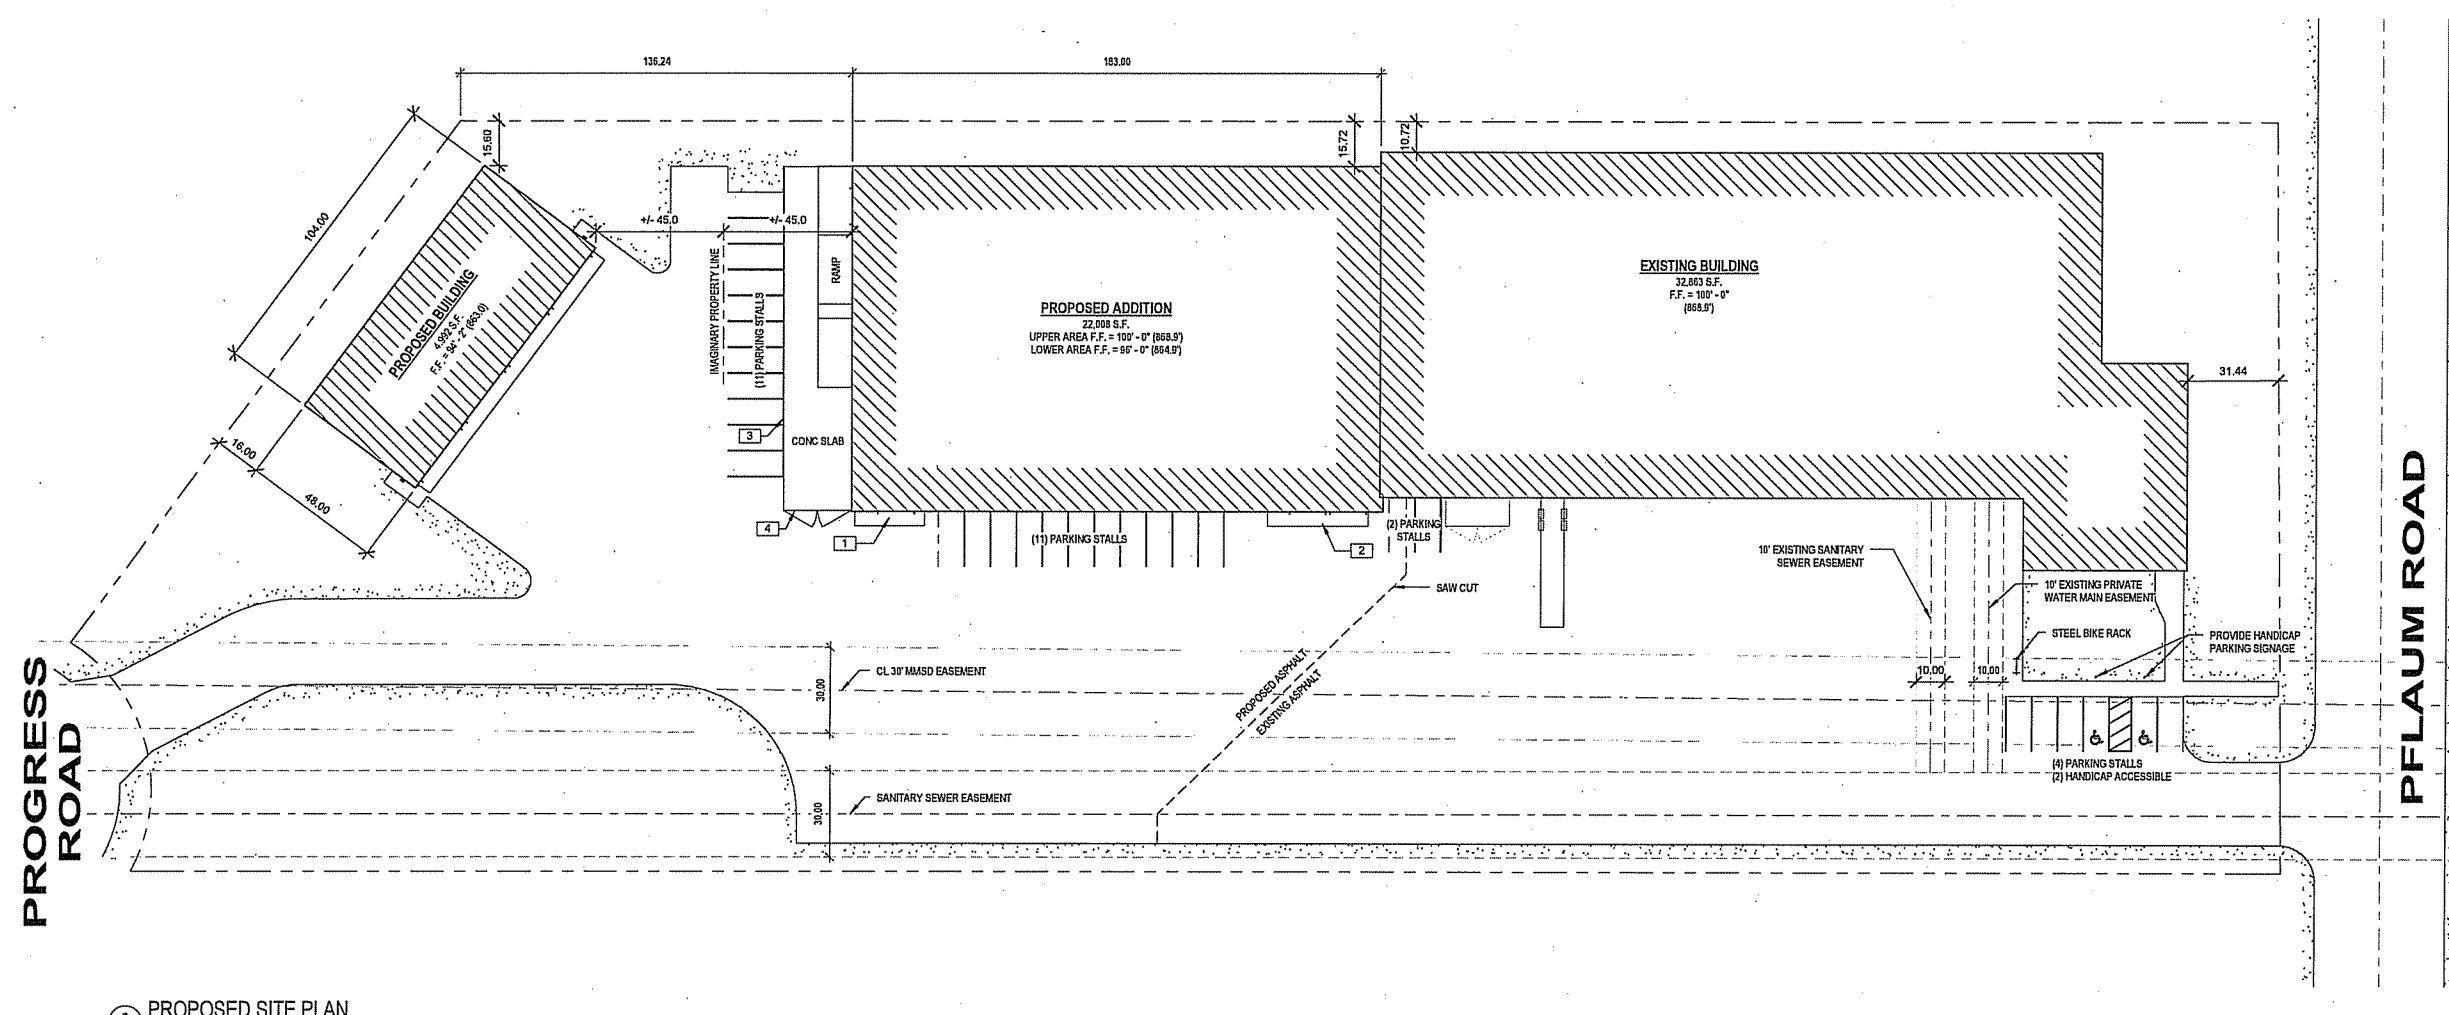 136.24
183.00
15.60
15.72
10.72
104.00
+/- 45.0
+/- 45.0
IMAGINARY PROPERTY LINE
(11) PARKING STALLS
RAMP
PROPOSED BUILDING
4,992 S.F.
F.F. = 94' - 2" (863.0)
PROPOSED ADDITION
22,008 S.F.
UPPER AREA F.F. = 100' - 0" (868.9')
LOWER AREA F.F. = 96' - 0" (864.9')
EXISTING BUILDING
32,863 S.F.
F.F. = 100' - 0"
(868.9')
31.44
16.00
48.00
3
CONC SLAB
4
1
(11) PARKING STALLS
2
(2) PARKING
STALLS
SAW CUT
10' EXISTING SANITARY
SEWER EASEMENT
10' EXISTING PRIVATE
WATER MAIN EASEMENT
STEEL BIKE RACK
PROVIDE HANDICAP
PARKING SIGNAGE
10.00
10.00
CL 30' MMSD EASEMENT
30.00
PROPOSED ASPHALT
EXISTING ASPHALT
(4) PARKING STALLS
(2) HANDICAP ACCESSIBLE
SANITARY SEWER EASEMENT
30.00
PROGRESS
ROAD
PFLAUM ROAD
PROPOSED SITE PLAN